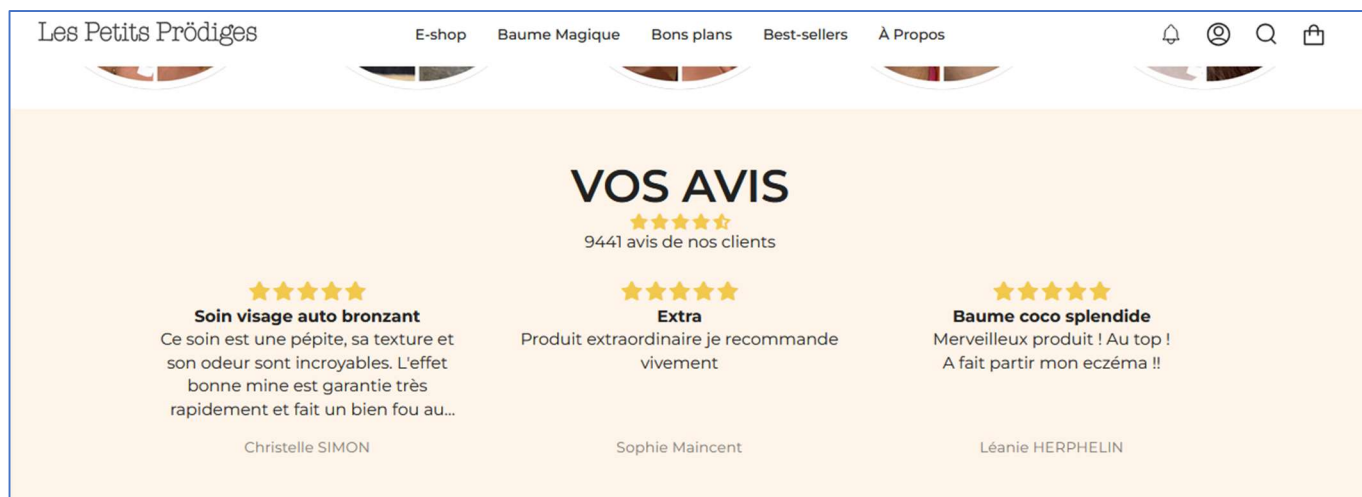 Les Petits Prödiges
E-shop Baume Magique Bons plans Best-sellers À Propos
VOS AVIS
9441 avis de nos clients
Soin visage auto bronzant
Ce soin est une pépite, sa texture et
son odeur sont incroyables. L'effet
bonne mine est garantie très
rapidement et fait un bien fou au...
Christelle SIMON
Extra
Produit extraordinaire je recommande
vivement
Sophie Maincent
Baume coco splendide
Merveilleux produit ! Au top !
A fait partir mon eczéma !!
Léanie HERPHELIN